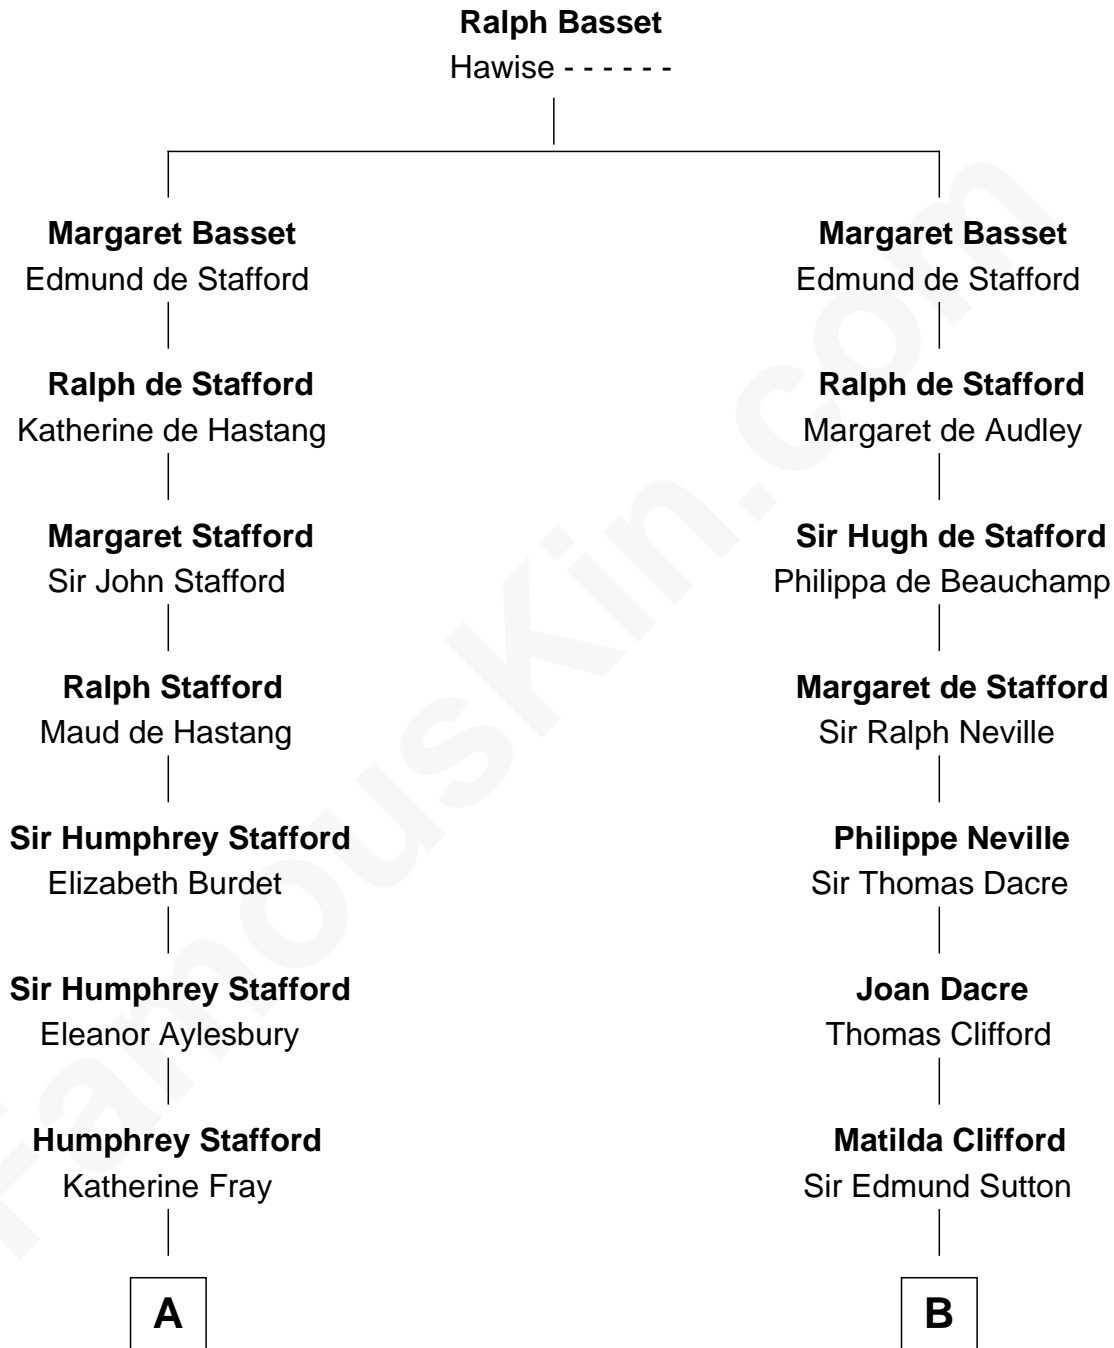 Ralph Basset
Hawise - - - - - -
Margaret Basset
Edmund de Stafford
Margaret Basset
Edmund de Stafford
Ralph de Stafford
Katherine de Hastang
Ralph de Stafford
Margaret de Audley
Margaret Stafford
Sir John Stafford
Sir Hugh de Stafford
Philippa de Beauchamp
Ralph Stafford
Maud de Hastang
Margaret de Stafford
Sir Ralph Neville
Sir Humphrey Stafford
Elizabeth Burdet
Philippe Neville
Sir Thomas Dacre
Sir Humphrey Stafford
Eleanor Aylesbury
Joan Dacre
Thomas Clifford
Humphrey Stafford
Katherine Fray
Matilda Clifford
Sir Edmund Sutton
A
B
FamousKin.com